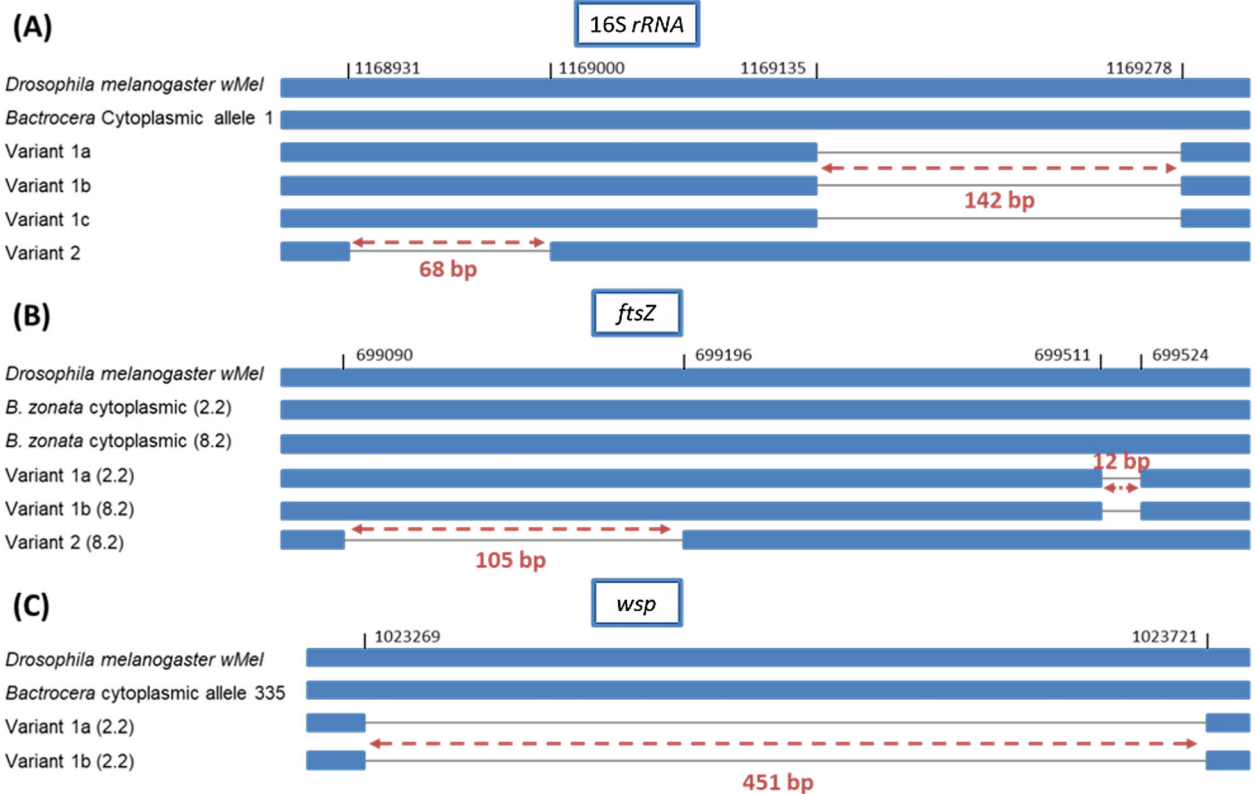 (A)
16S rRNA
1168931 1169000 1169135 1169278
Drosophila melanogaster wMel
Bactrocera Cytoplasmic allele 1
Variant 1a
Variant 1b
142 bp
Variant 1c
Variant 2
68 bp
(B)
ftsZ
699090 699196 699511 699524
Drosophila melanogaster wMel
B. zonata cytoplasmic (2.2)
B. zonata cytoplasmic (8.2)
12 bp
Variant 1a (2.2)
Variant 1b (8.2)
Variant 2 (8.2)
105 bp
(C)
wsp
1023269 1023721
Drosophila melanogaster wMel
Bactrocera cytoplasmic allele 335
Variant 1a (2.2)
Variant 1b (2.2)
451 bp